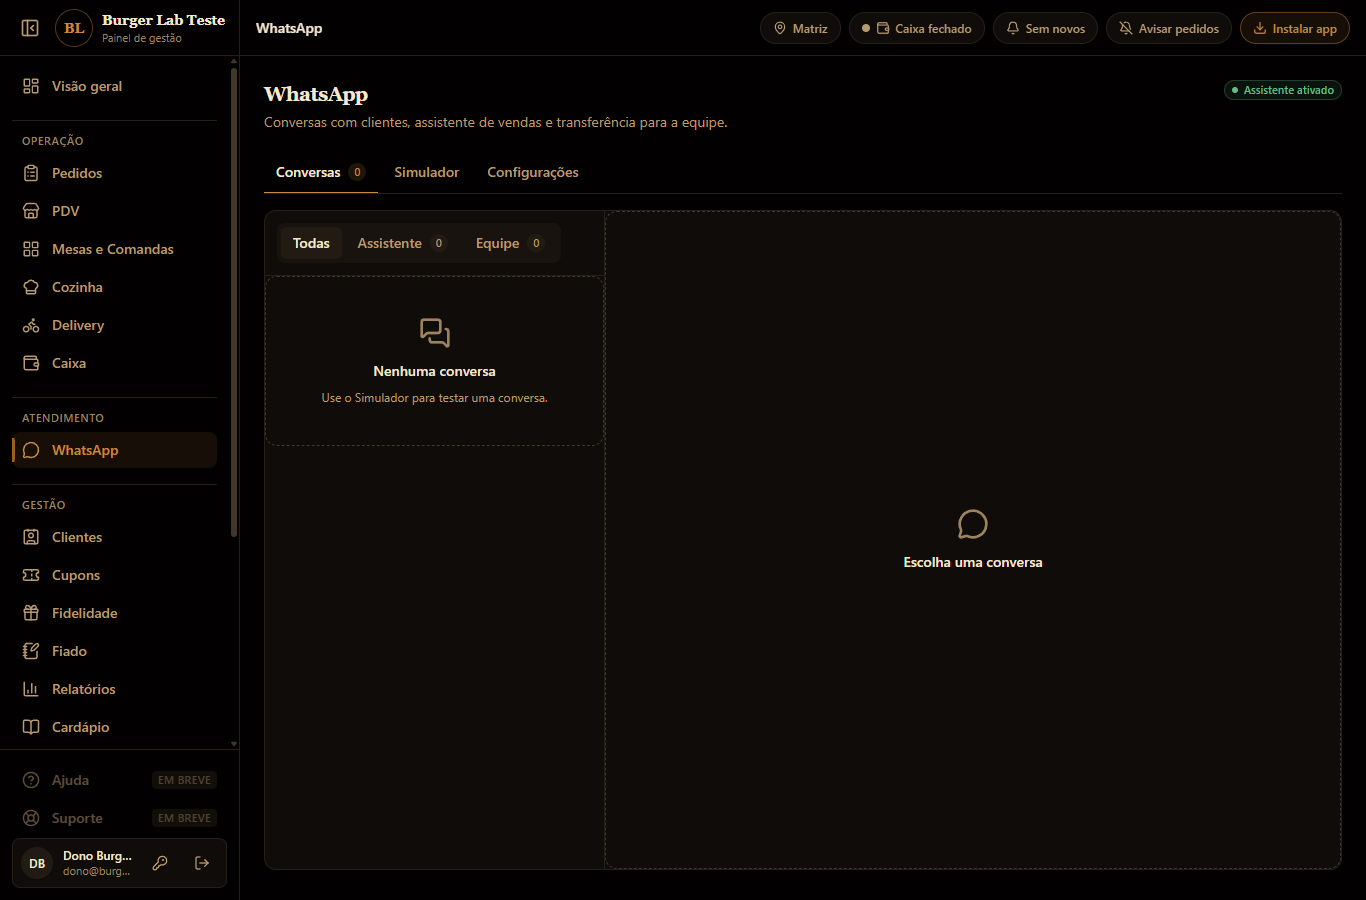 BL
Burger Lab Teste
Painel de gestão
WhatsApp
Matriz
Caixa fechado
Sem novos
Avisar pedidos
Instalar app
Visão geral
OPERAÇÃO
Pedidos
PDV
Mesas e Comandas
Cozinha
Delivery
Caixa
ATENDIMENTO
WhatsApp
GESTÃO
Clientes
Cupons
Fidelidade
Fiado
Relatórios
Cardápio
Ajuda EM BREVE
Suporte EM BREVE
DB
Dono Burg...
dono@burg...
WhatsApp
Assistente ativado
Conversas com clientes, assistente de vendas e transferência para a equipe.
Conversas 0 Simulador Configurações
Todas Assistente 0 Equipe 0
Nenhuma conversa
Use o Simulador para testar uma conversa.
Escolha uma conversa